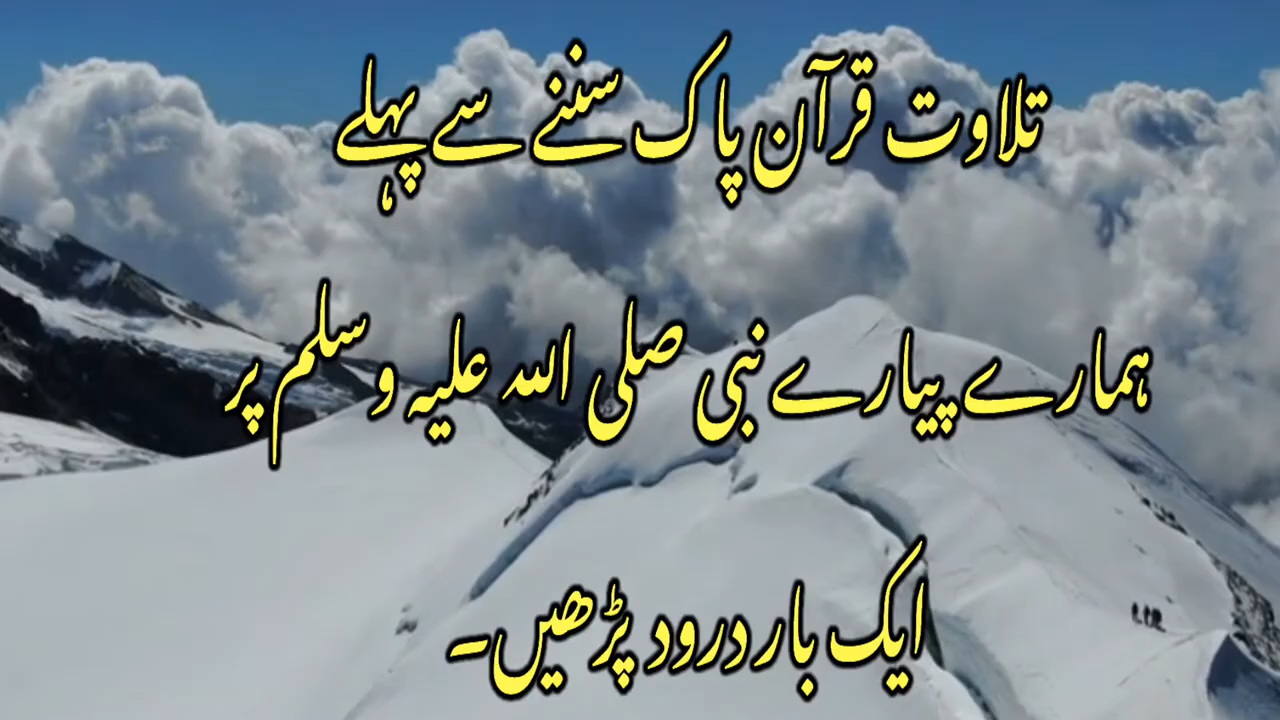 تلاوت قرآن پاک سننے سے پہلے
ہمارے پیارے نبی صلی اللہ علیہ وسلم پر
ایک بار درود پڑھیں۔